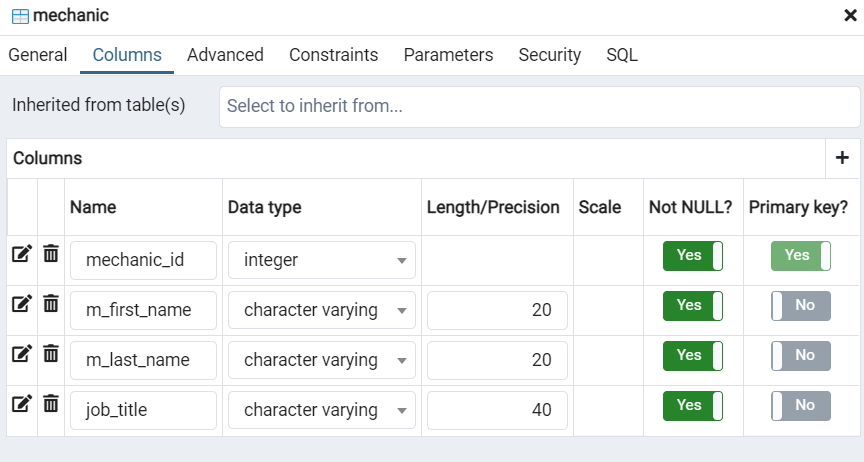 mechanic
General Columns Advanced Constraints Parameters Security SQL
Inherited from table(s) Select to inherit from...
Columns
Name Data type Length/Precision Scale Not NULL? Primary key?
mechanic_id integer Yes Yes
m_first_name character varying 20 Yes No
m_last_name character varying 20 Yes No
job_title character varying 40 Yes No